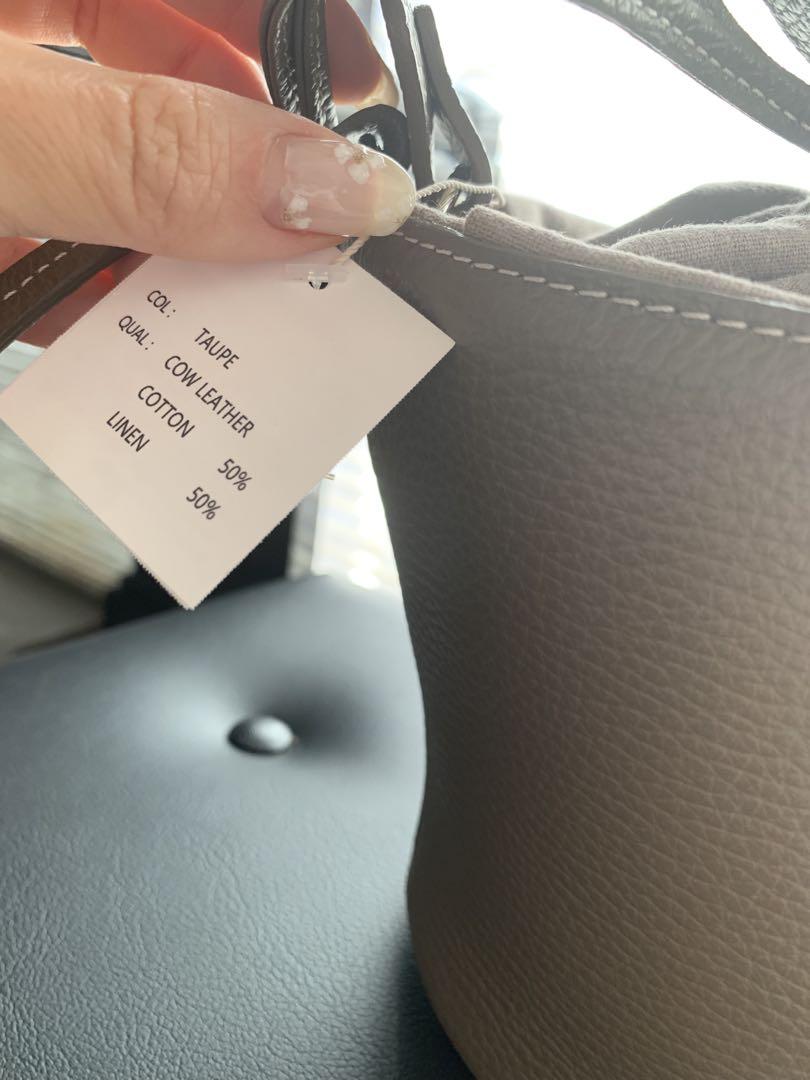 COL: TAUPE
QUAL: COW LEATHER
COTTON 50%
LINEN 50%